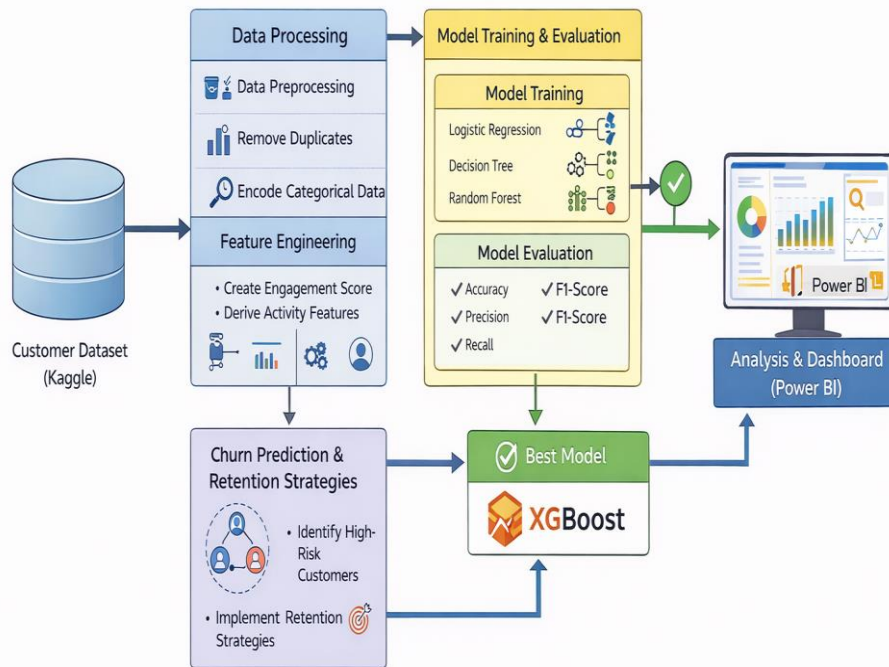 Data Processing
Data Preprocessing
Remove Duplicates
Encode Categorical Data
Feature Engineering
• Create Engagement Score
• Derive Activity Features
Customer Dataset
(Kaggle)
Model Training & Evaluation
Model Training
Logistic Regression
Decision Tree
Random Forest
Model Evaluation
✓ Accuracy
✓ F1-Score
✓ Precision
✓ F1-Score
✓ Recall
Power BI
Analysis & Dashboard
(Power BI)
Churn Prediction &
Retention Strategies
• Identify High-
Risk
Customers
• Implement Retention
Strategies
Best Model
XGBoost